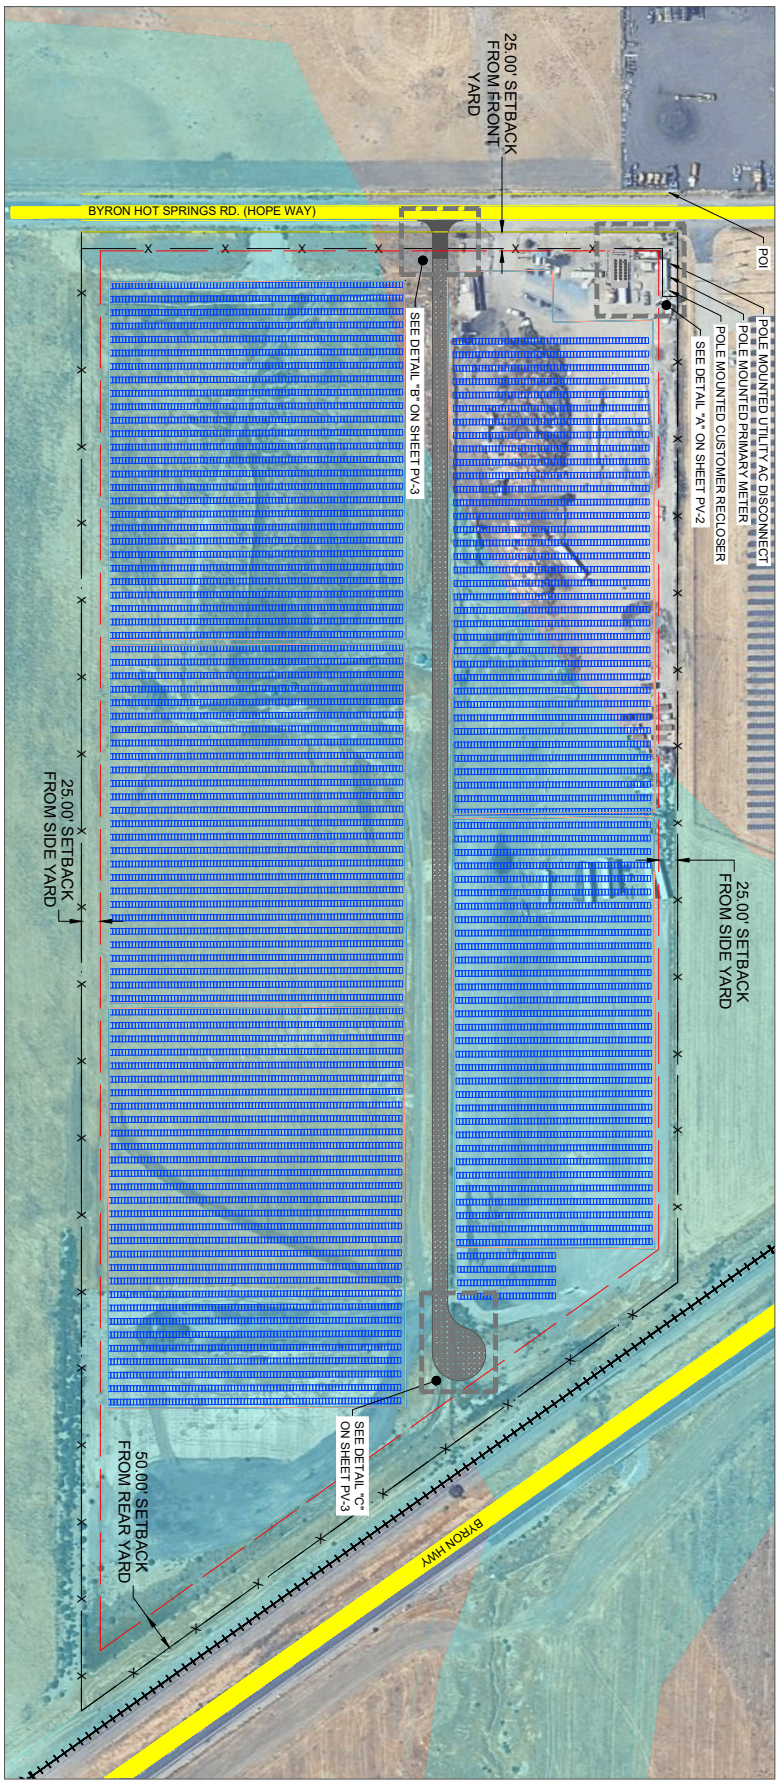 25.00' SETBACK
FROM FRONT
YARD
BYRON HOT SPRINGS RD. (HOPE WAY)
POI
POLE MOUNTED UTILITY AC DISCONNECT
POLE MOUNTED PRIMARY METER
POLE MOUNTED CUSTOMER RECLOSER
SEE DETAIL "A" ON SHEET PV-2
SEE DETAIL "B" ON SHEET PV-3
25.00' SETBACK
FROM SIDE YARD
25.00' SETBACK
FROM SIDE YARD
SEE DETAIL "C"
ON SHEET PV-3
50.00' SETBACK
FROM REAR YARD
BYRON HWY